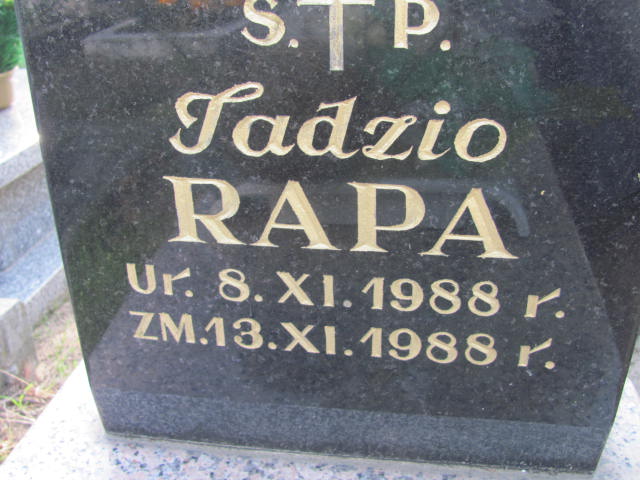 S.†P.
Tadzio
RAPA
Ur. 8.XI.1988 r.
ZM.13.XI.1988 r.